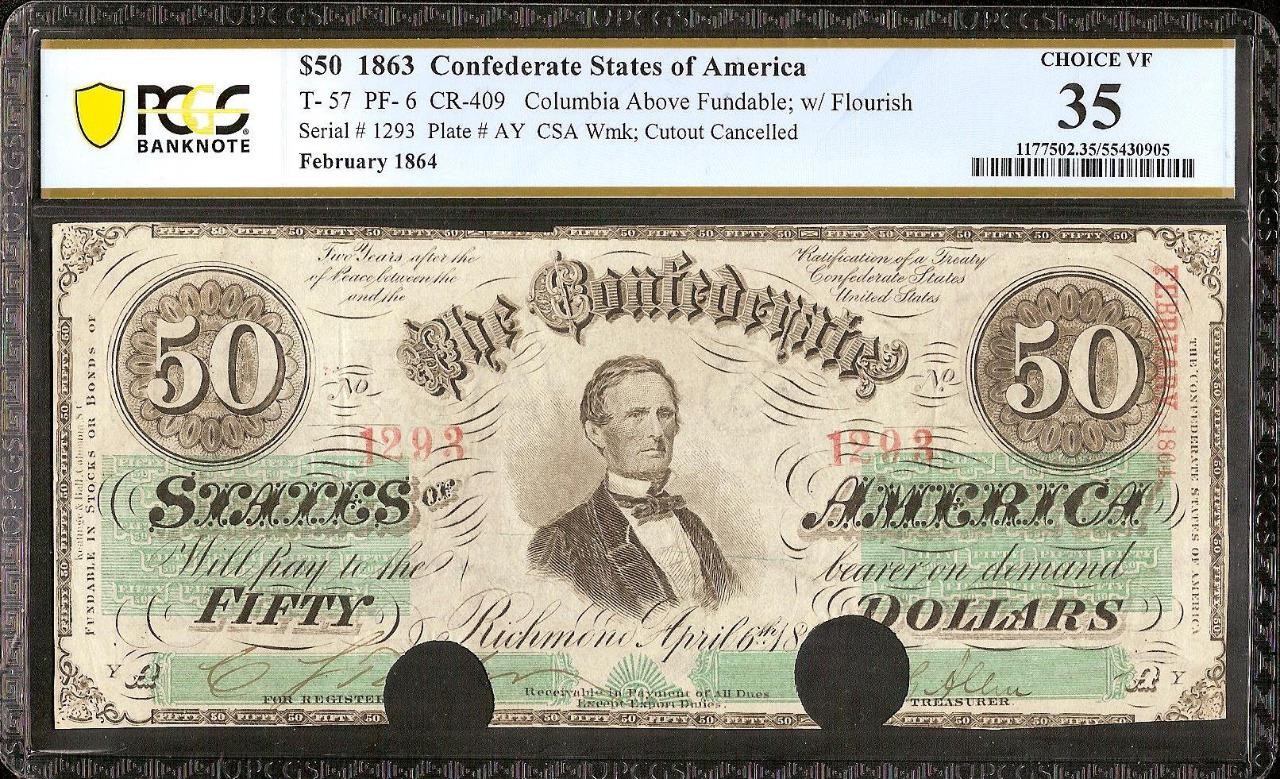 $50 1863 Confederate States of America
T- 57 PF- 6 CR-409 Columbia Above Fundable; w/ Flourish
Serial # 1293 Plate # AY CSA Wmk; Cutout Cancelled
February 1864
PCGS
BANKNOTE
CHOICE VF
35
1177502.35/55430905
Two Years after the
of Peace between the
and the
Ratification of a Treaty
Confederate States
United States
The Confederate
50
50
No
No
1293
1293
STATES OF
AMERICA
Will pay to the
bearer on demand
FIFTY
DOLLARS
Richmond April 6th, 18
FOR REGISTER
Receivable in Payment of All Dues
Except Export Duties.
TREASURER.
Y
Y
FUNDABLE IN STOCKS OR BONDS OF
THE CONFEDERATE STATES OF AMERICA
FEBRUARY 1864